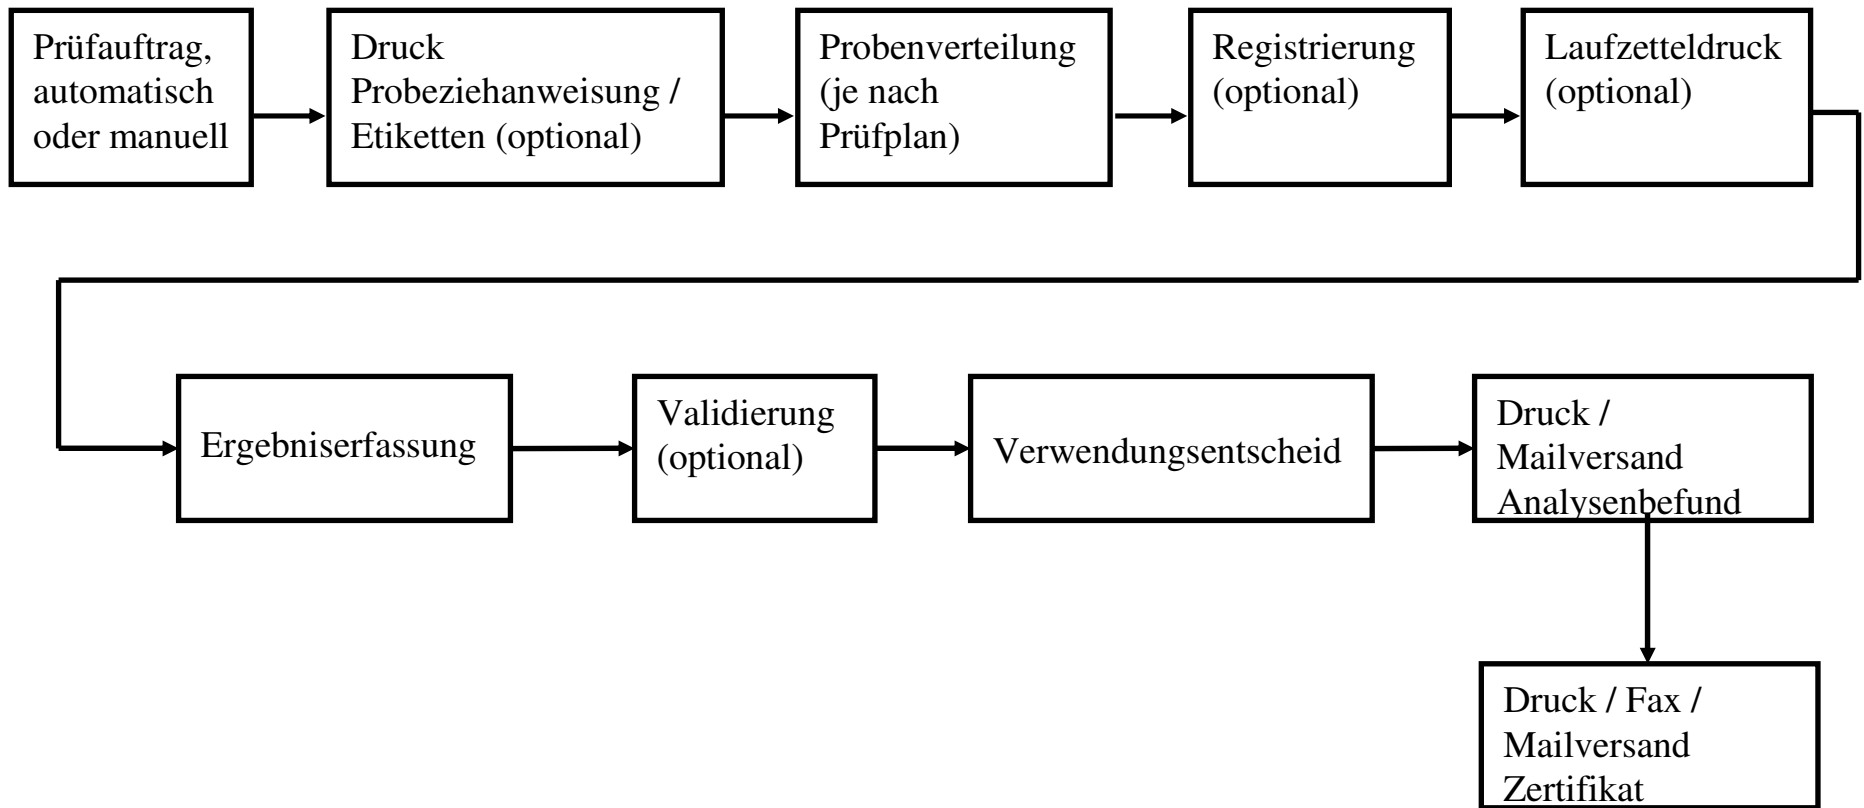 Prüfauftrag,
automatisch
oder manuell
Druck
Probeziehanweisung /
Etiketten (optional)
Probenverteilung
(je nach
Prüfplan)
Registrierung
(optional)
Laufzetteldruck
(optional)
Ergebniserfassung
Validierung
(optional)
Verwendungsentscheid
Druck /
Mailversand
Analysenbefund
Druck / Fax /
Mailversand
Zertifikat